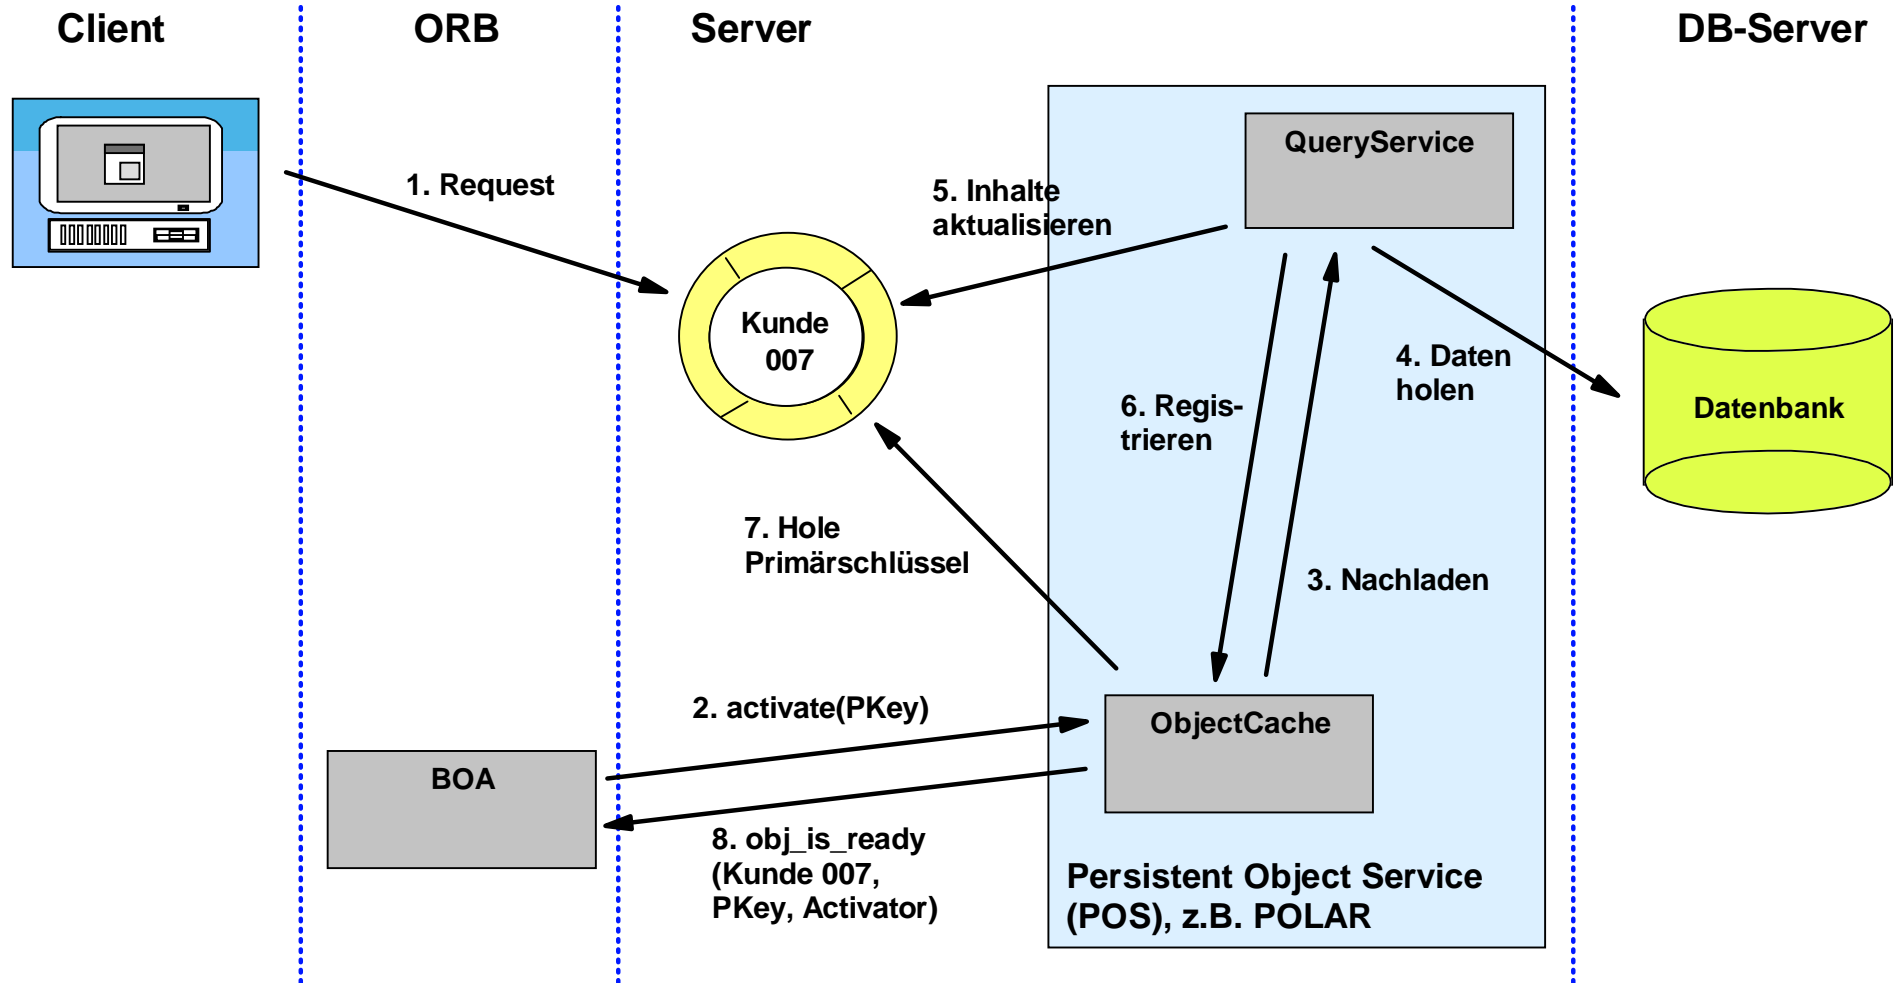 Client
ORB
Server
DB-Server
QueryService
1. Request
5. Inhalte
aktualisieren
Kunde
007
4. Daten
holen
Datenbank
6. Regis-
trieren
7. Hole
Primärschlüssel
3. Nachladen
2. activate(PKey)
ObjectCache
BOA
8. obj_is_ready
(Kunde 007,
PKey, Activator)
Persistent Object Service
(POS), z.B. POLAR